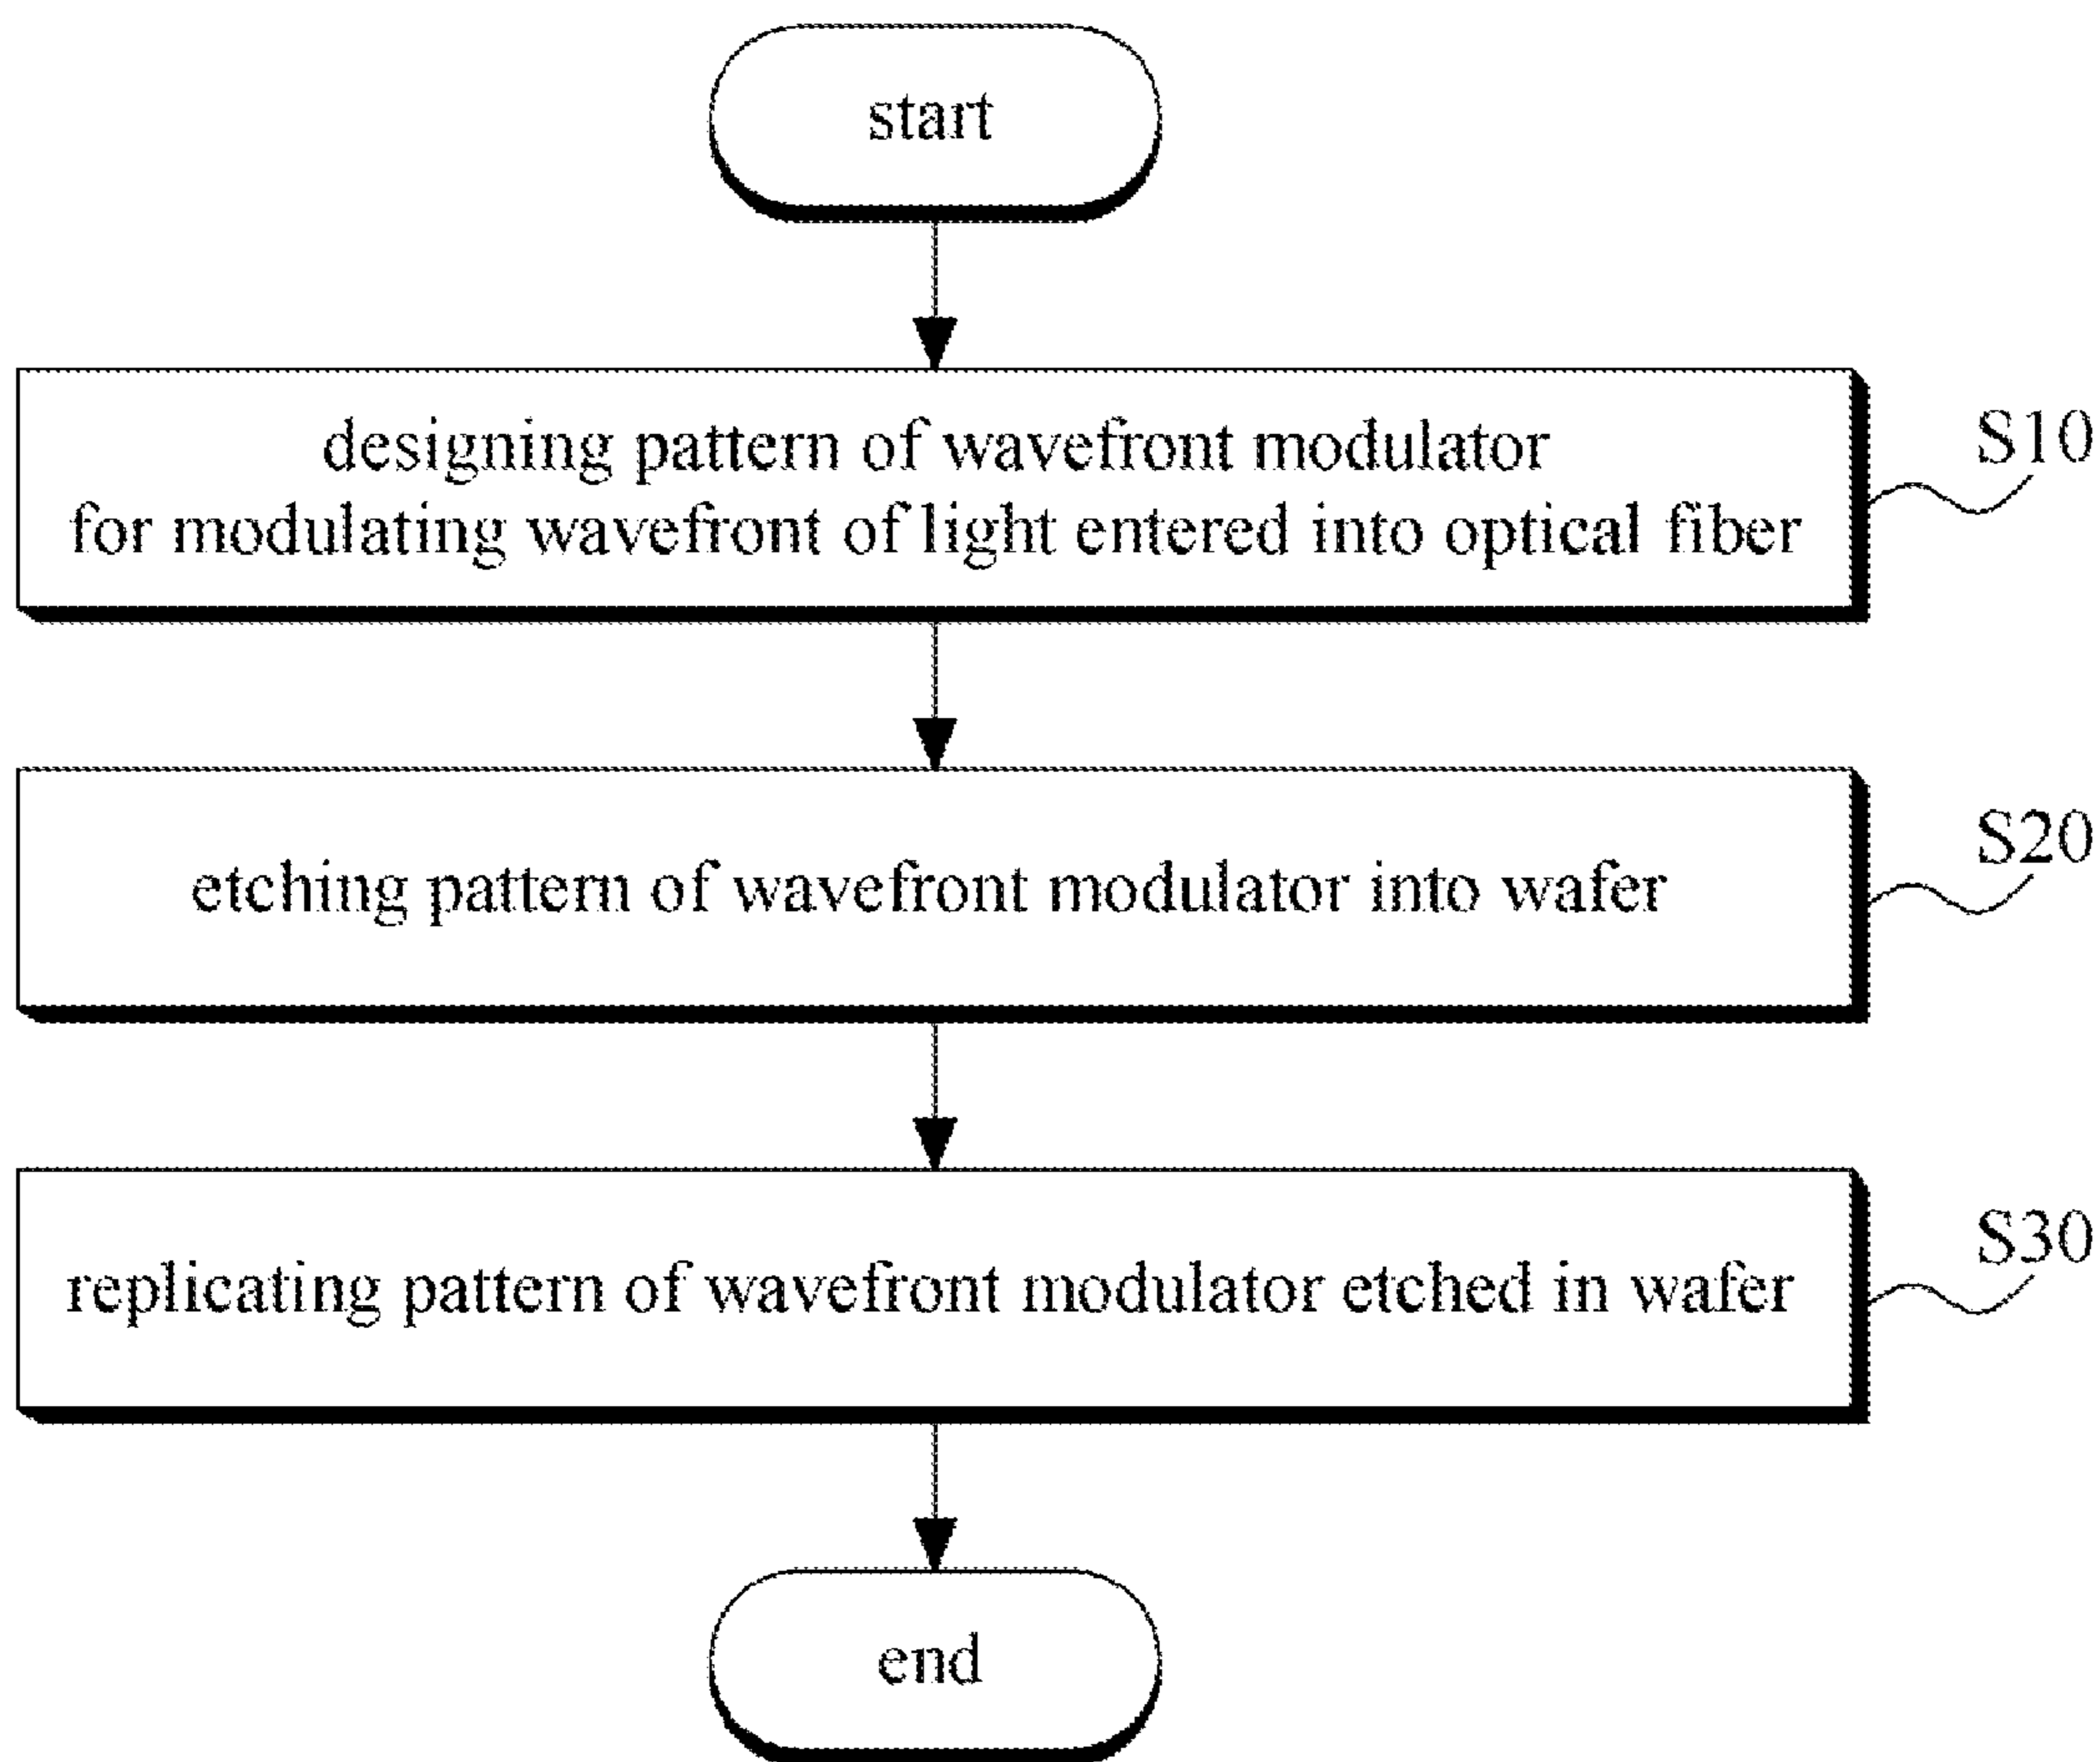 start
designing pattern of wavefront modulator
for modulating wavefront of light entered into optical fiber
S10
etching pattern of wavefront modulator into wafer
S20
replicating pattern of wavefront modulator etched in wafer
S30
end